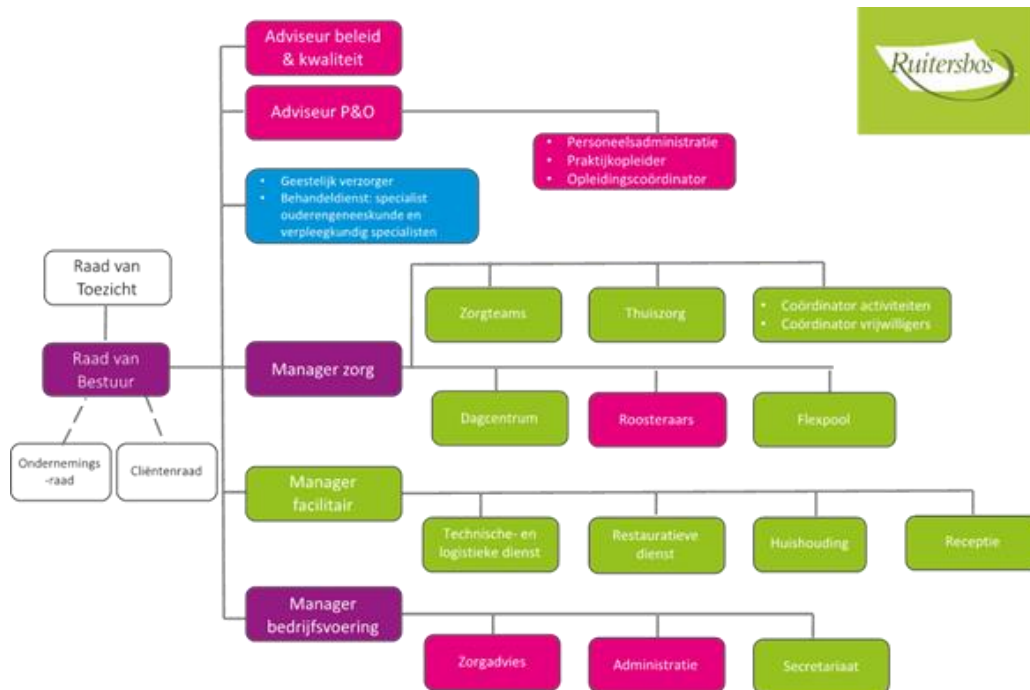 Adviseur beleid
& kwaliteit
Ruitersbos
Adviseur P&O
• Personeelsadministratie
• Praktijkopleider
• Opleidingscoördinator
• Geestelijk verzorger
• Behandeldienst: specialist
ouderengeneeskunde en
verpleegkundig specialisten
Raad van
Toezicht
Zorgteams
Thuiszorg
• Coördinator activiteiten
• Coördinator vrijwilligers
Raad van
Bestuur
Manager zorg
Dagcentrum
Roosteraars
Flexpool
Ondernemings
-raad
Cliëntenraad
Manager
facilitair
Technische- en
logistieke dienst
Restauratieve
dienst
Huishouding
Receptie
Manager
bedrijfsvoering
Zorgadvies
Administratie
Secretariaat